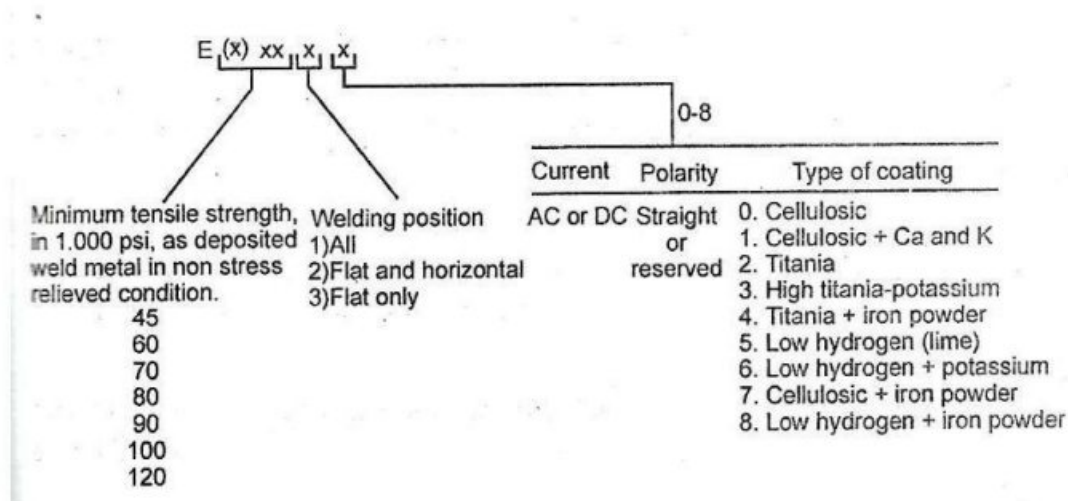 E (x) xx x x
0-8
Current Polarity Type of coating
Minimum tensile strength,
in 1.000 psi, as deposited
weld metal in non stress
relieved condition.
45
60
70
80
90
100
120
Welding position
1)All
2)Flat and horizontal
3)Flat only
AC or DC Straight
or
reserved
0. Cellulosic
1. Cellulosic + Ca and K
2. Titania
3. High titania-potassium
4. Titania + iron powder
5. Low hydrogen (lime)
6. Low hydrogen + potassium
7. Cellulosic + iron powder
8. Low hydrogen + iron powder